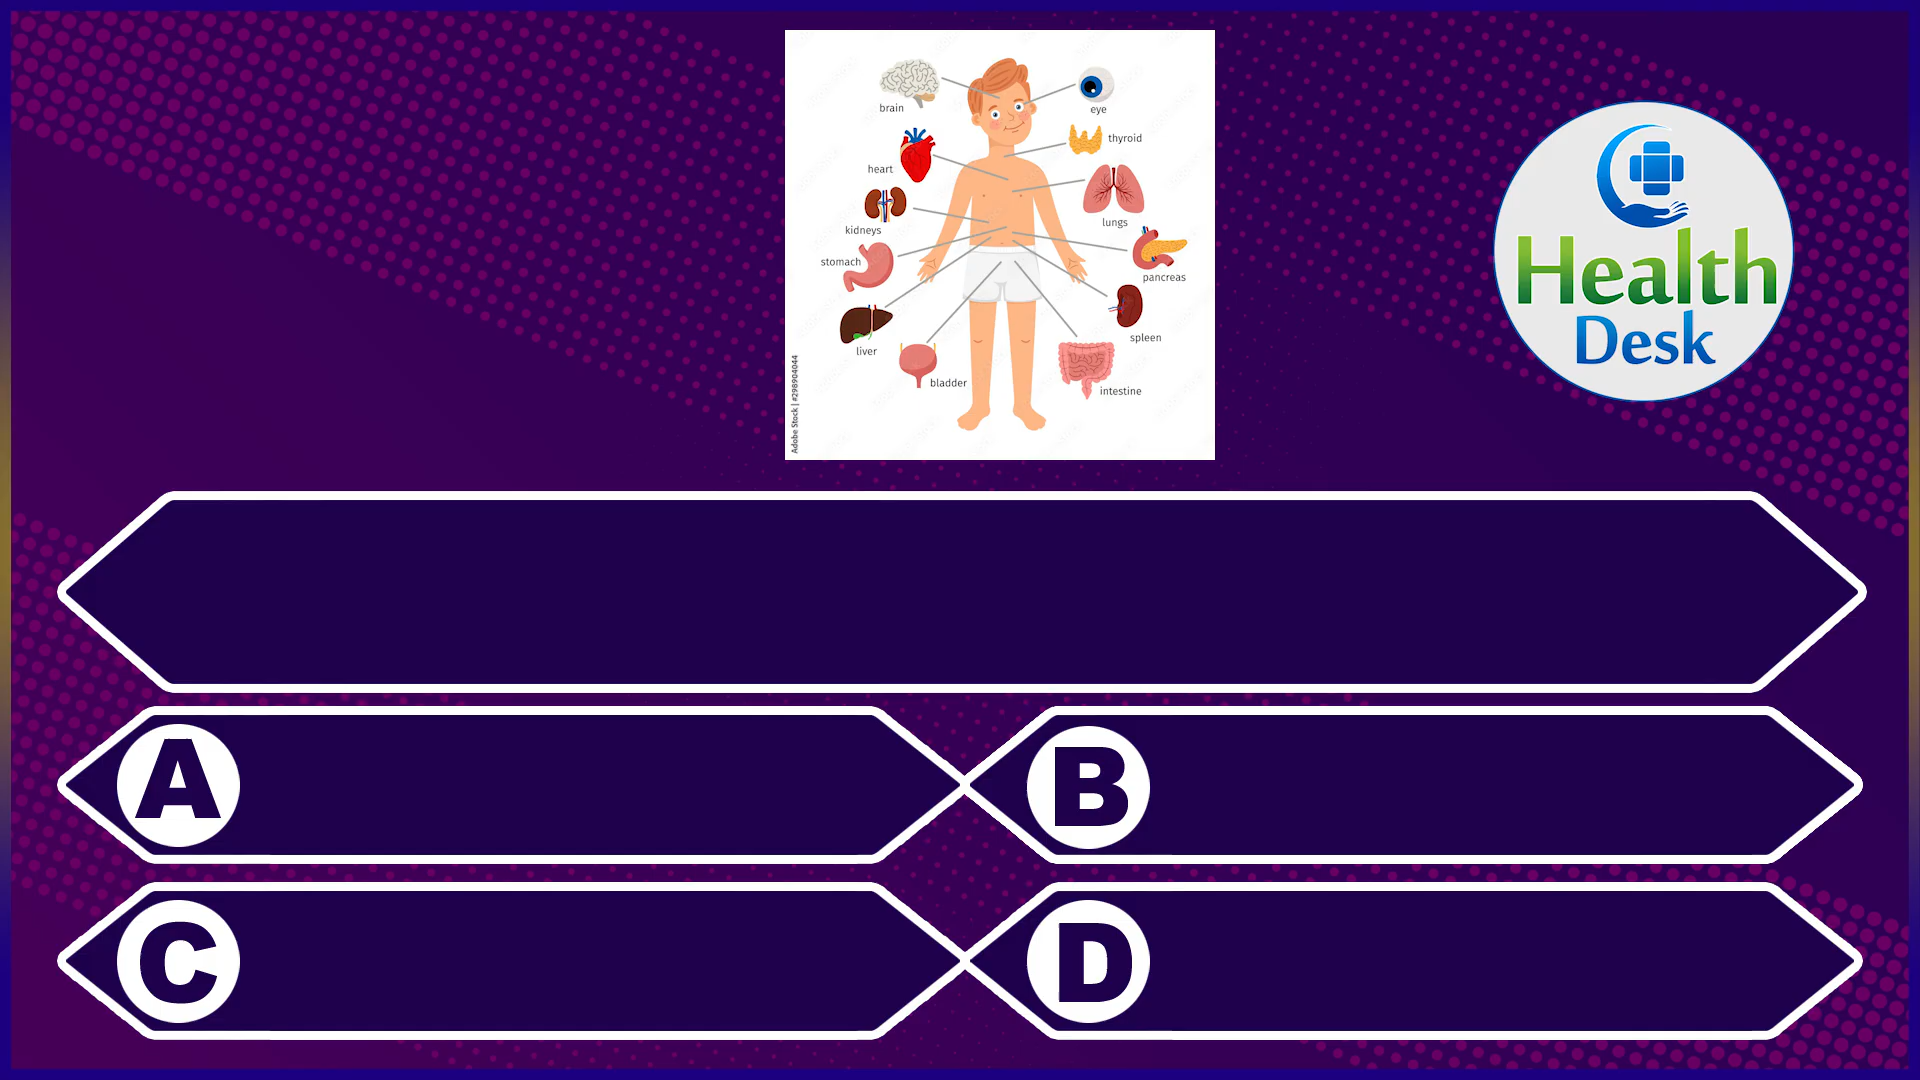 brain
eye
thyroid
heart
lungs
kidneys
stomach
pancreas
spleen
liver
bladder
intestine
Adobe Stock | #298904044
Health
Desk
A
B
C
D